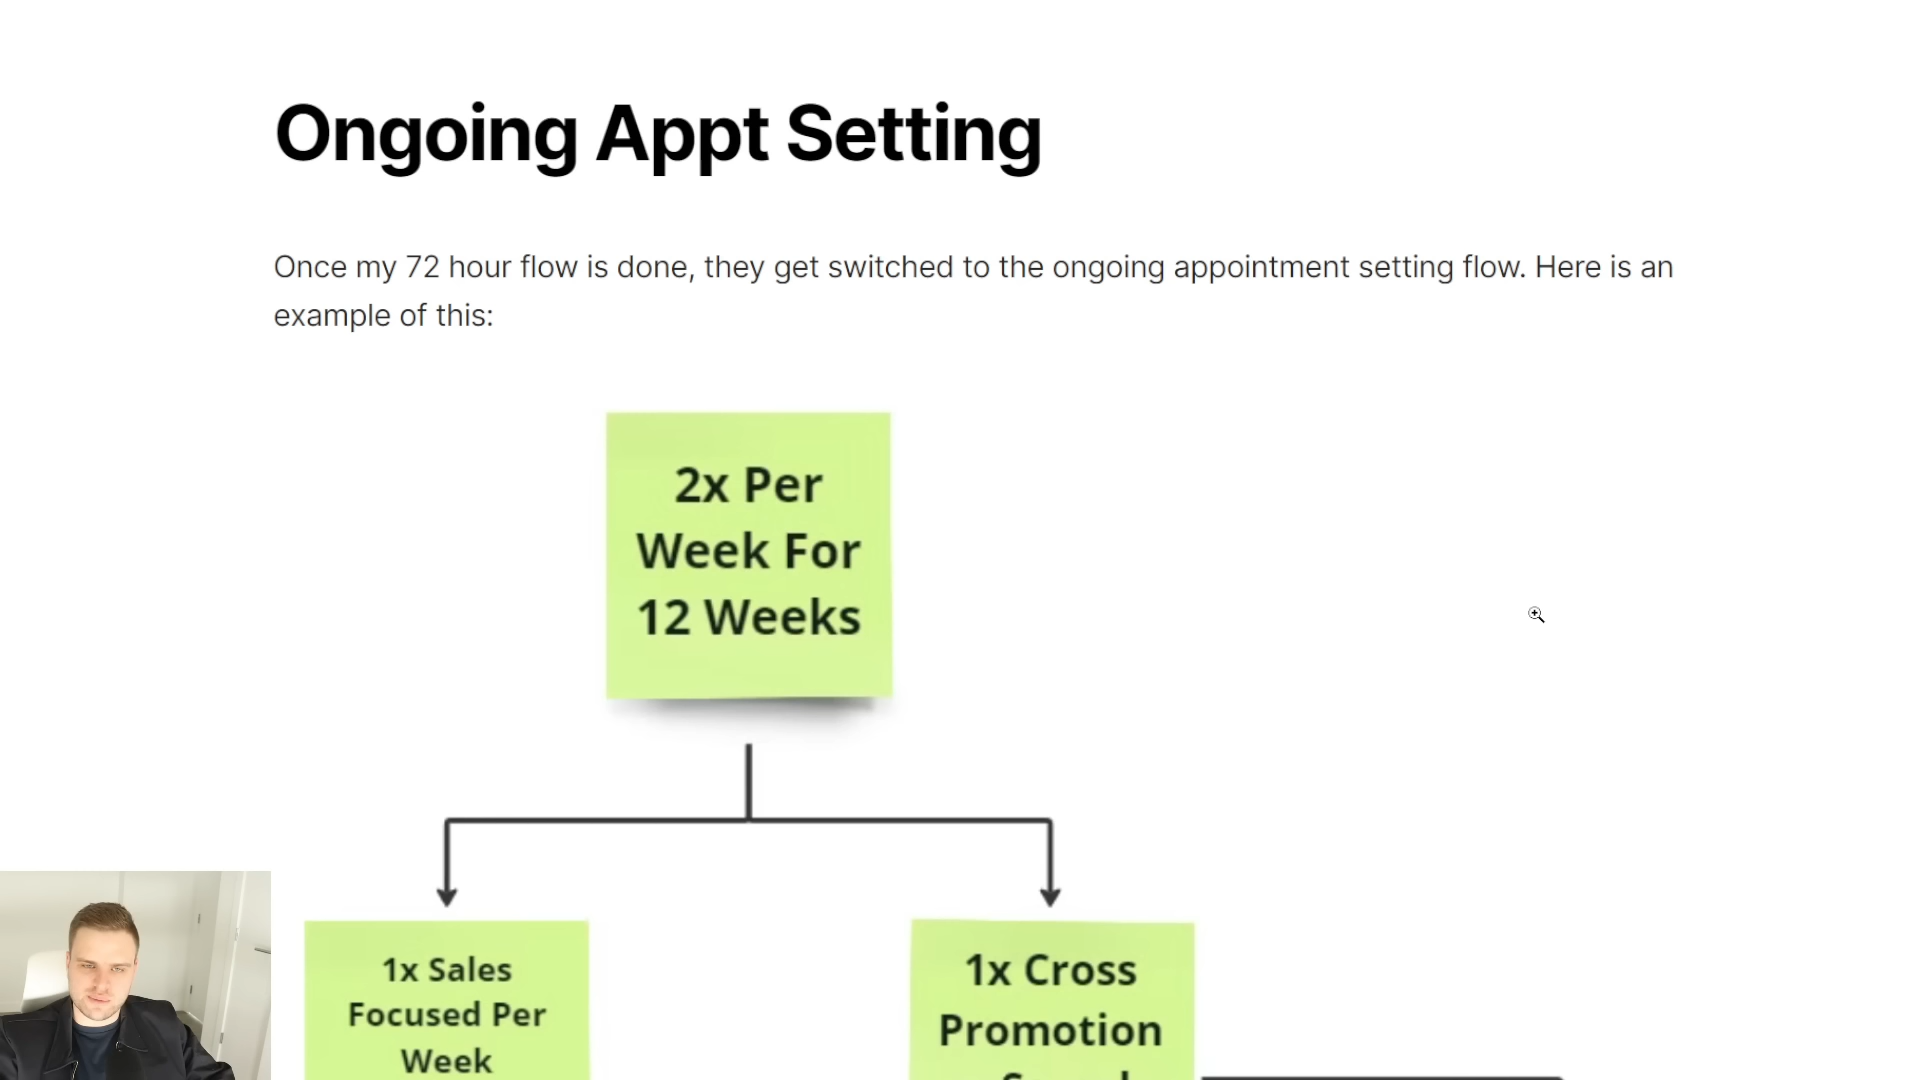 Ongoing Appt Setting
Once my 72 hour flow is done, they get switched to the ongoing appointment setting flow. Here is an
example of this:
2x Per
Week For
12 Weeks
1x Sales
Focused Per
Week
1x Cross
Promotion